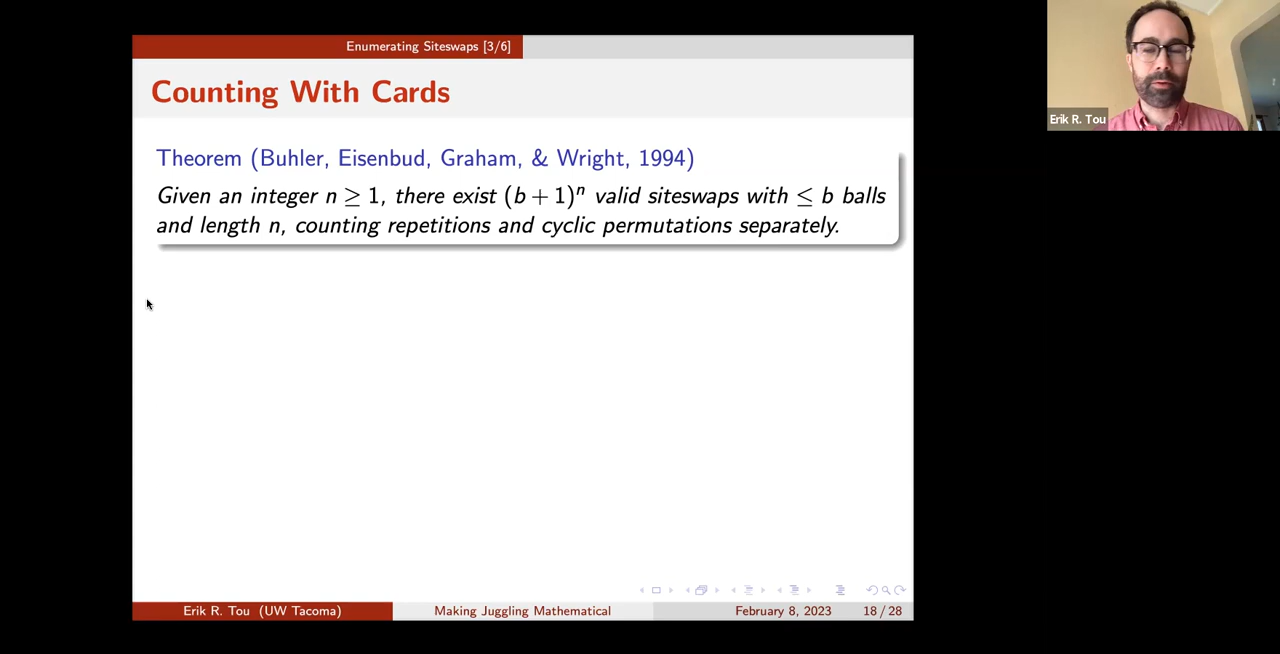 Enumerating Siteswaps [3/6]
Counting With Cards
Theorem (Buhler, Eisenbud, Graham, & Wright, 1994)
Given an integer n ≥ 1, there exist (b + 1)ⁿ valid siteswaps with ≤ b balls
and length n, counting repetitions and cyclic permutations separately.
Erik R. Tou (UW Tacoma) Making Juggling Mathematical February 8, 2023 18 / 28
Erik R. Tou